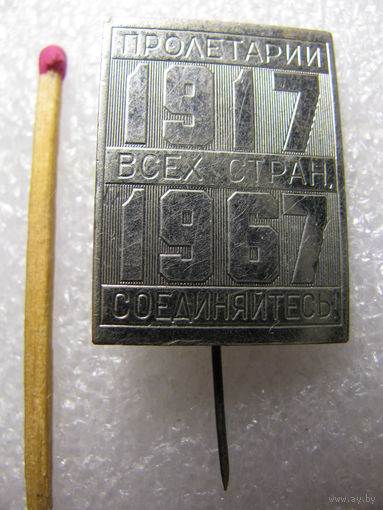 ПРОЛЕТАРИИ
1917
ВСЕХ СТРАН,
1967
СОЕДИНЯЙТЕСЬ
www.ay.by